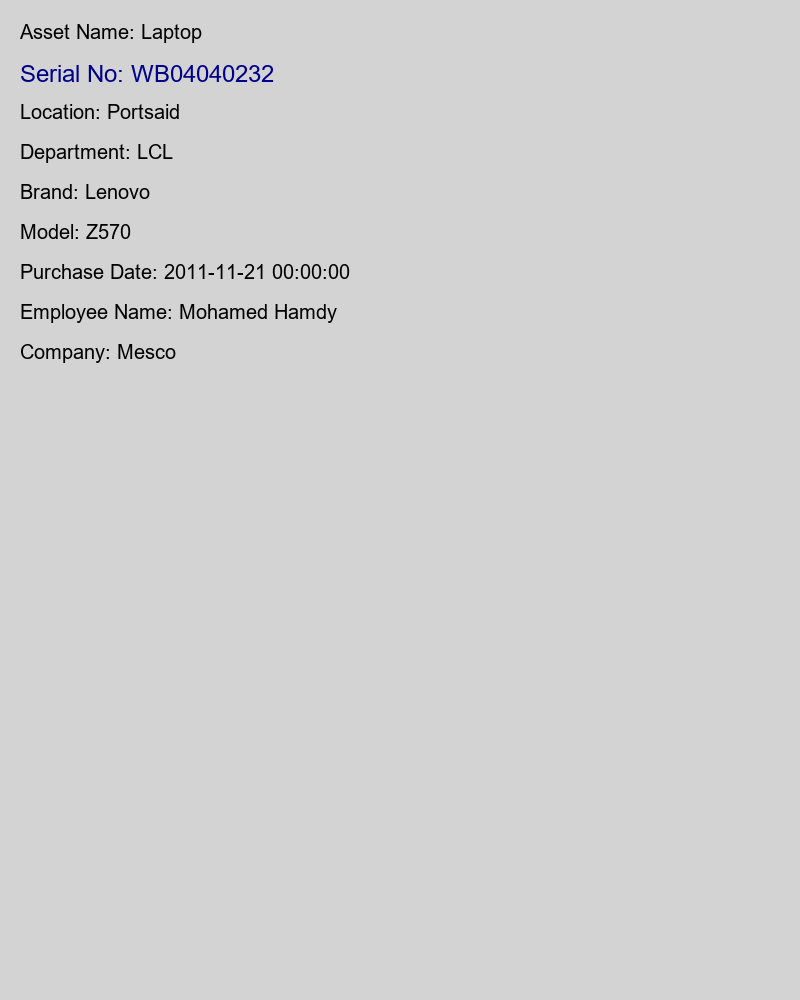 Asset Name: Laptop
Serial No: WB04040232
Location: Portsaid
Department: LCL
Brand: Lenovo
Model: Z570
Purchase Date: 2011-11-21 00:00:00
Employee Name: Mohamed Hamdy
Company: Mesco